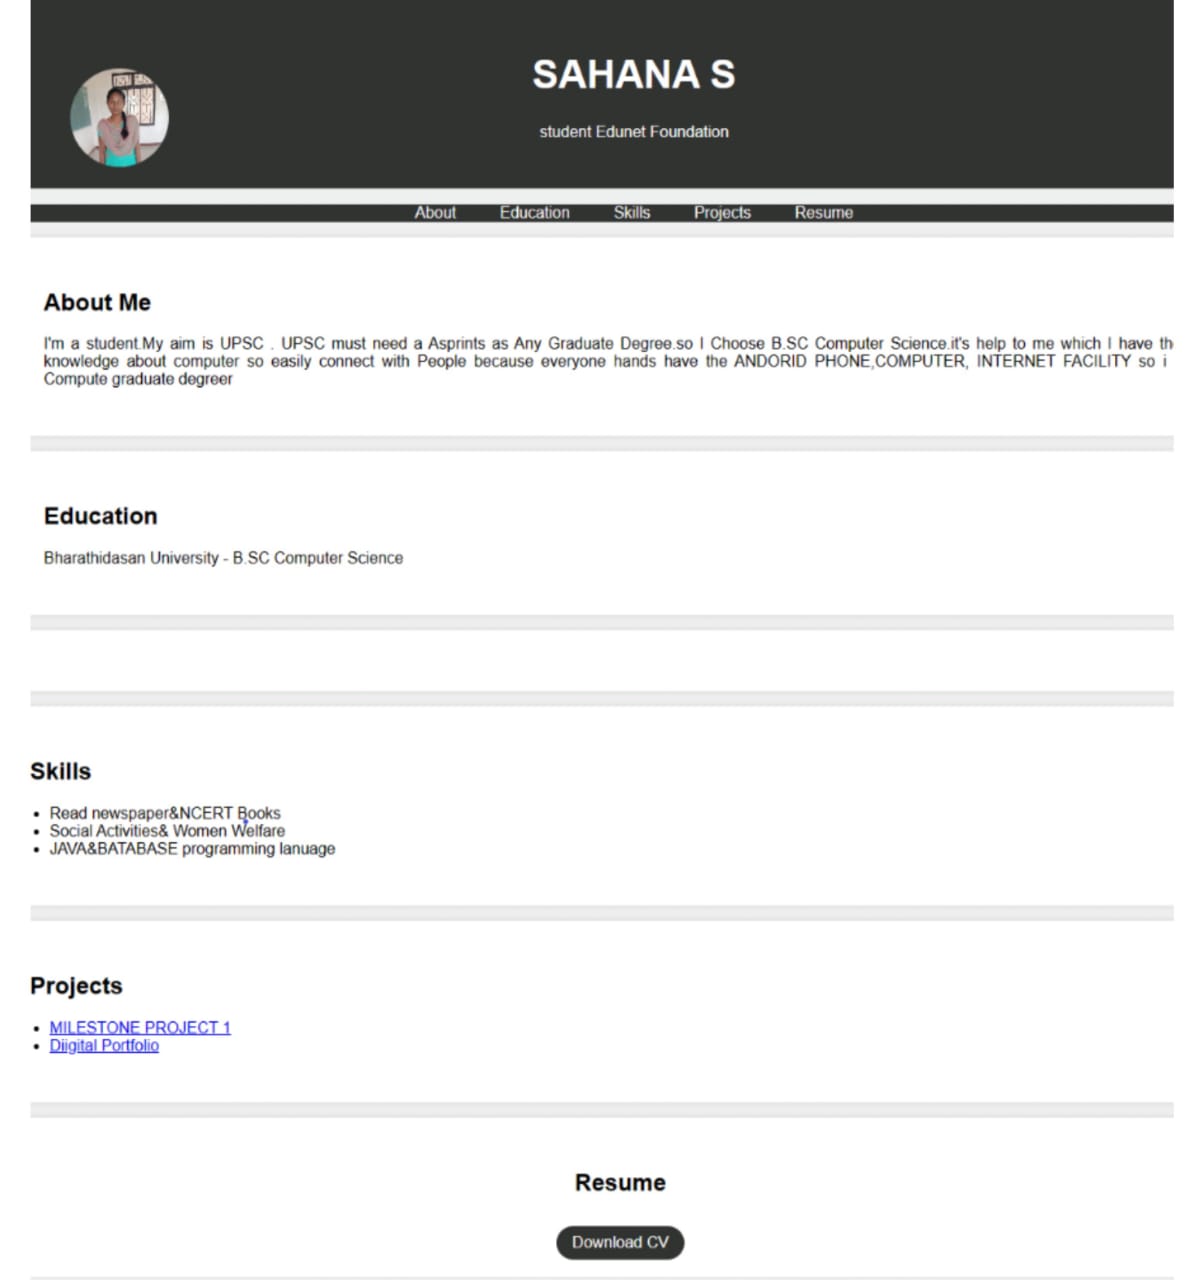 SAHANA S
student Edunet Foundation
About Education Skills Projects Resume
About Me
I'm a student.My aim is UPSC . UPSC must need a Asprints as Any Graduate Degree.so I Choose B.SC Computer Science.it's help to me which I have
knowledge about computer so easily connect with People because everyone hands have the ANDORID PHONE,COMPUTER, INTERNET FACILITY so i
Compute graduate degreer
Education
Bharathidasan University - B.SC Computer Science
Skills
• Read newspaper&NCERT Books
• Social Activities& Women Welfare
• JAVA&BATABASE programming lanuage
Projects
• MILESTONE PROJECT 1
• Diigital Portfolio
Resume
Download CV